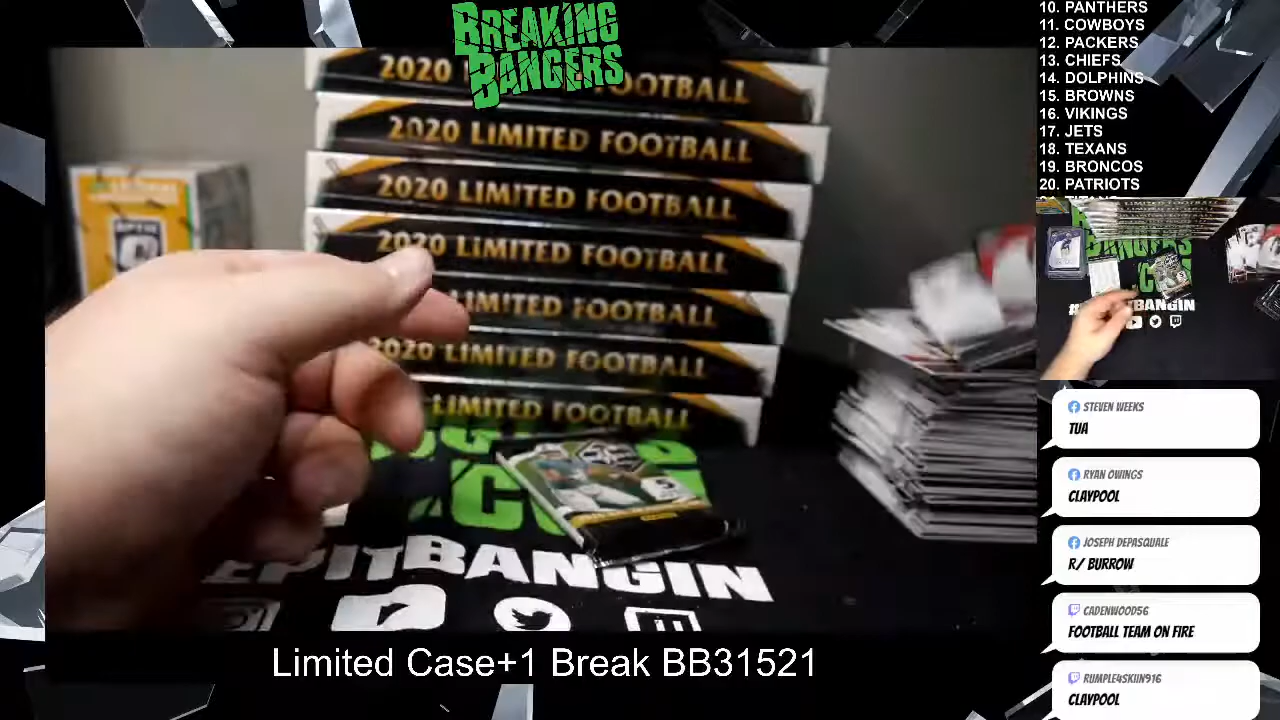 BREAKING
BANGERS
2020 LIMITED FOOTBALL
2020 LIMITED FOOTBALL
2020 LIMITED FOOTBALL
2020 LIMITED FOOTBALL
LIMITED FOOTBALL
2020 LIMITED FOOTBALL
LIMITED FOOTBALL
EPITBANGIN
Limited Case+1 Break BB31521
10. PANTHERS
11. COWBOYS
12. PACKERS
13. CHIEFS
14. DOLPHINS
15. BROWNS
16. VIKINGS
17. JETS
18. TEXANS
19. BRONCOS
20. PATRIOTS
BANGIN
STEVEN WEEKS
TUA
RYAN OWINGS
CLAYPOOL
JOSEPH DEPASQUALE
R/ BURROW
CADENWOOD56
FOOTBALL TEAM ON FIRE
RUMPLE4SKIIN916
CLAYPOOL